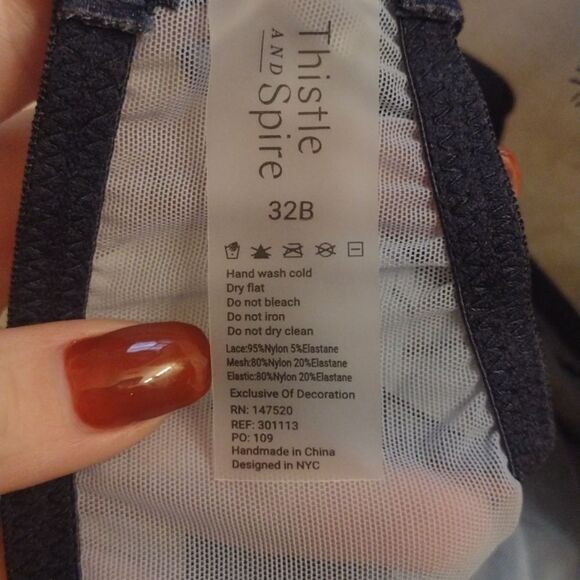 Thistle
AND
Spire
32B
Hand wash cold
Dry flat
Do not bleach
Do not iron
Do not dry clean
Lace:95%Nylon 5%Elastane
Mesh:80%Nylon 20%Elastane
Elastic:80%Nylon 20%Elastane
Exclusive Of Decoration
RN: 147520
REF: 301113
PO: 109
Handmade in China
Designed in NYC